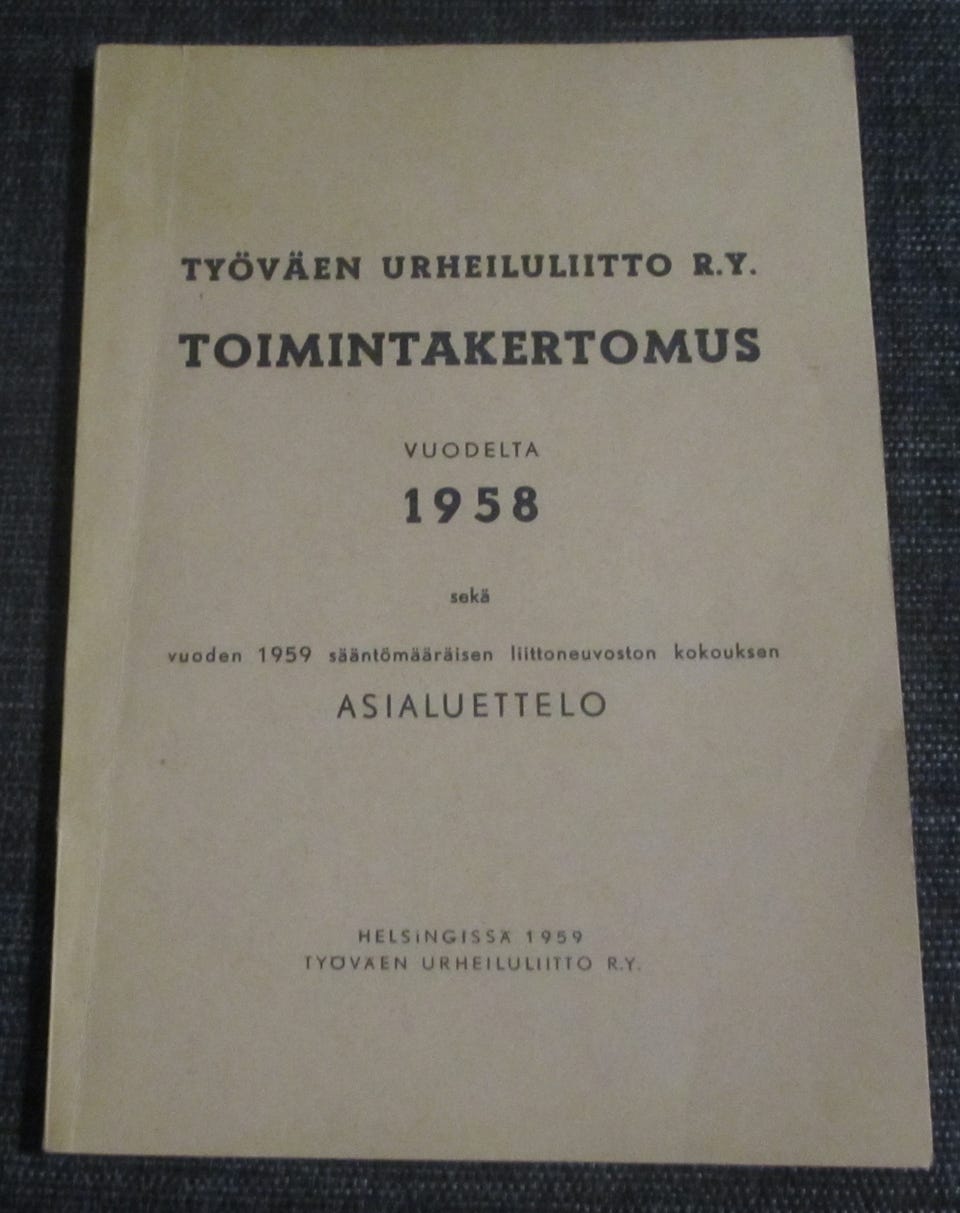 TYÖVÄEN URHEILULIITTO R.Y.
TOIMINTAKERTOMUS
VUODELTA
1958
sekä
vuoden 1959 sääntömääräisen liittoneuvoston kokouksen
ASIALUETTELO
HELSINGISSÄ 1959
TYÖVÄEN URHEILULIITTO R.Y.